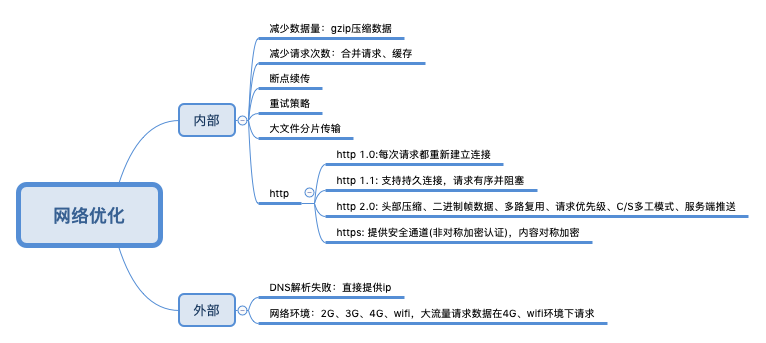 减少数据量：gzip压缩数据
减少请求次数：合并请求、缓存
断点续传
重试策略
大文件分片传输
内部
http
http 1.0:每次请求都重新建立连接
http 1.1: 支持持久连接，请求有序并阻塞
http 2.0: 头部压缩、二进制帧数据、多路复用、请求优先级、C/S多工模式、服务端推送
https: 提供安全通道(非对称加密认证)，内容对称加密
网络优化
外部
DNS解析失败：直接提供ip
网络环境：2G、3G、4G、wifi，大流量请求数据在4G、wifi环境下请求